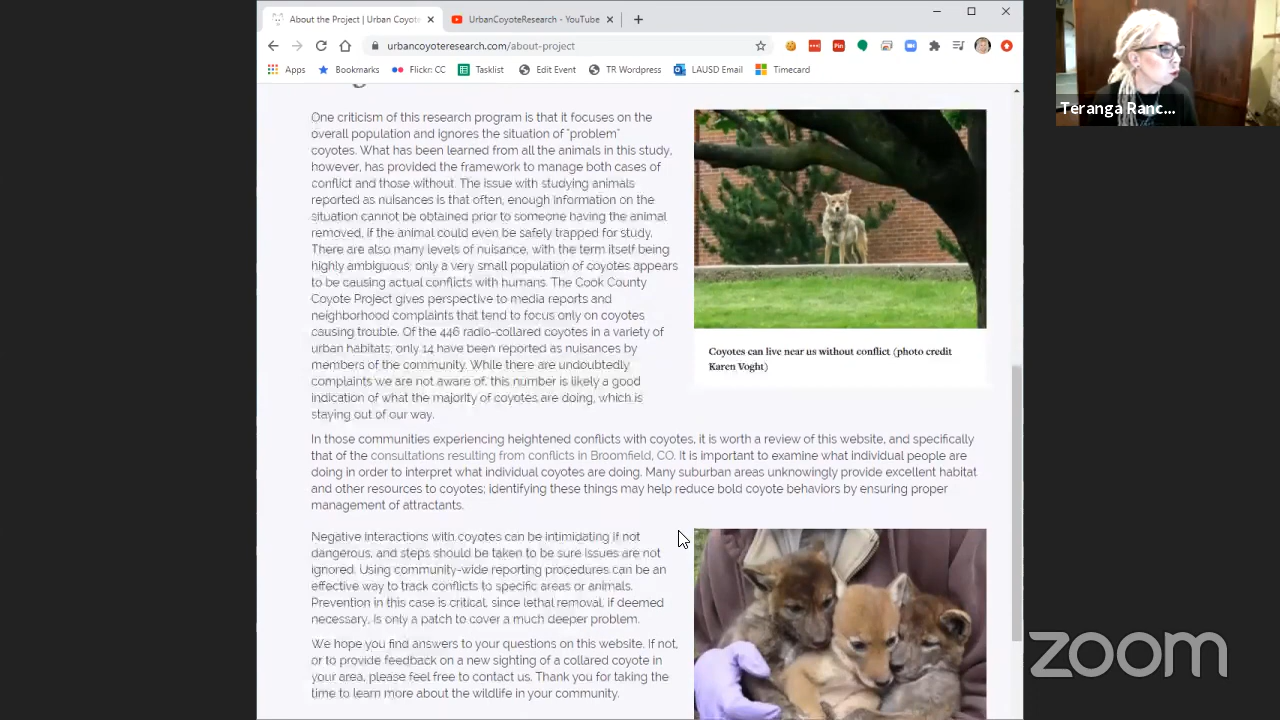 About the Project | Urban Coyote
UrbanCoyoteResearch - YouTube
urbancoyoteresearch.com/about-project
Apps
Bookmarks
Flickr: CC
Tasklist
Edit Event
TR Wordpress
LAUSD Email
Timecard
Teranga Ranc...
One criticism of this research program is that it focuses on the
overall population and ignores the situation of "problem"
coyotes. What has been learned from all the animals in this study,
however, has provided the framework to manage both cases of
conflict and those without. The issue with studying animals
reported as nuisances is that often, enough information on the
situation cannot be obtained prior to someone having the animal
removed, if the animal could even be safely trapped for study.
There are also many levels of nuisance, with the term itself being
highly ambiguous; only a very small population of coyotes appears
to be causing actual conflicts with humans. The Cook County
Coyote Project gives perspective to media reports and
neighborhood complaints that tend to focus only on coyotes
causing trouble. Of the 446 radio-collared coyotes in a variety of
urban habitats, only 14 have been reported as nuisances by
members of the community. While there are undoubtedly
complaints we are not aware of, this number is likely a good
indication of what the majority of coyotes are doing, which is
staying out of our way.
Coyotes can live near us without conflict (photo credit
Karen Voght)
In those communities experiencing heightened conflicts with coyotes, it is worth a review of this website, and specifically
that of the consultations resulting from conflicts in Broomfield, CO. It is important to examine what individual people are
doing in order to interpret what individual coyotes are doing. Many suburban areas unknowingly provide excellent habitat
and other resources to coyotes; identifying these things may help reduce bold coyote behaviors by ensuring proper
management of attractants.
Negative interactions with coyotes can be intimidating if not
dangerous, and steps should be taken to be sure issues are not
ignored. Using community-wide reporting procedures can be an
effective way to track conflicts to specific areas or animals.
Prevention in this case is critical, since lethal removal, if deemed
necessary, is only a patch to cover a much deeper problem.
We hope you find answers to your questions on this website. If not,
or to provide feedback on a new sighting of a collared coyote in
your area, please feel free to contact us. Thank you for taking the
time to learn more about the wildlife in your community.
zoom